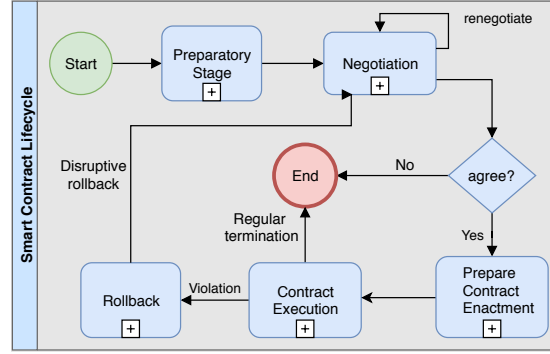 Smart Contract Lifecycle
Start
Preparatory
Stage
Negotiation
renegotiate
Disruptive
rollback
End
No
agree?
Regular
termination
Yes
Rollback
Violation
Contract
Execution
Prepare
Contract
Enactment